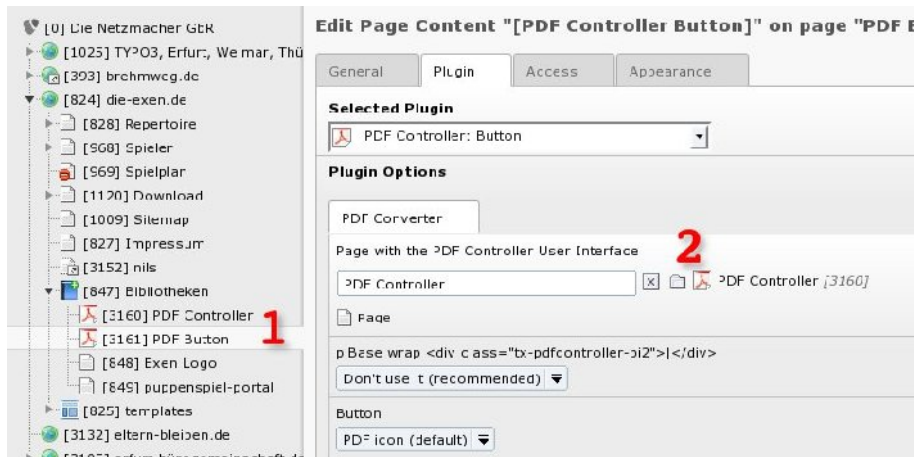 [0] Die Netzmacher GbR
[1025] TYPO3, Erfurt, Weimar, Thü
[393] brehmweg.de
[824] die-exen.de
[828] Repertoire
[968] Spieler
[969] Spielplan
[1120] Download
[1009] Sitemap
[827] Impressum
[3152] nils
[847] Bibliotheken
[3160] PDF Controller
1
[3161] PDF Button
[848] Exen Logo
[849] puppenspiel-portal
[825] templates
[3132] eltern-bleiben.de
Edit Page Content "[PDF Controller Button]" on page "PDF B
General Plugin Access Appearance
Selected Plugin
PDF Controller: Button
Plugin Options
PDF Converter
Page with the PDF Controller User Interface
2
PDF Controller
x
PDF Controller [3160]
Page
pBase wrap <div class="tx-pdfcontroller-pi2">|</div>
Don't use it (recommended)
Button
PDF icon (default)